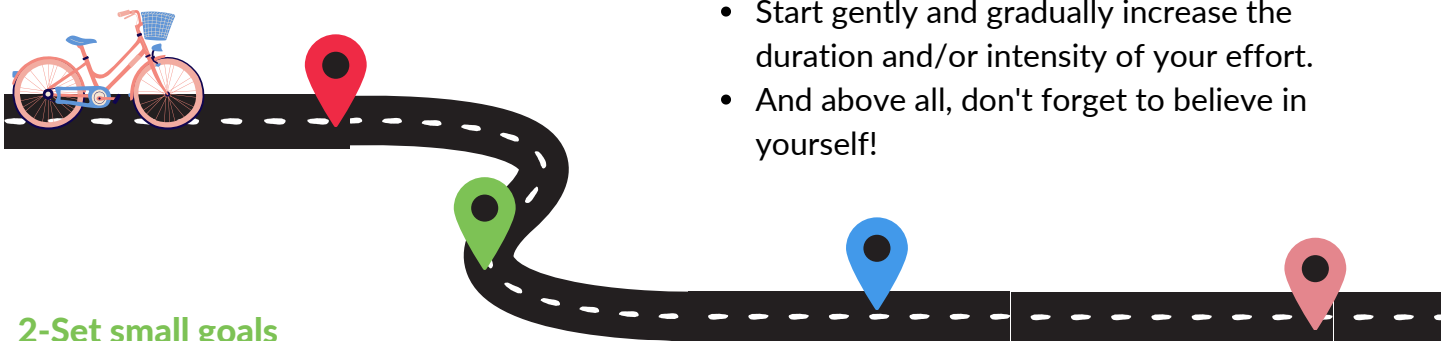 • Start gently and gradually increase the
duration and/or intensity of your effort.
• And above all, don't forget to believe in
yourself!
2-Set small goals